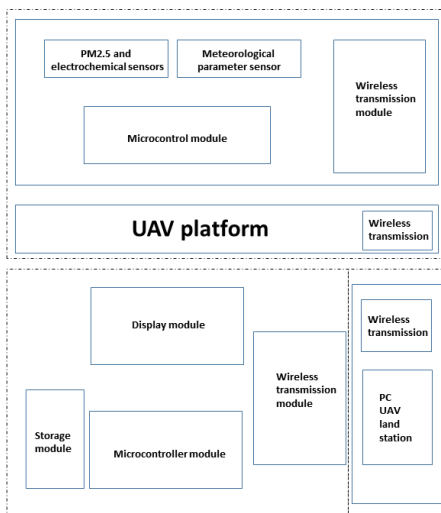 PM2.5 and
electrochemical sensors
Meteorological
parameter sensor
Wireless
transmission
module
Microcontrol module
UAV platform
Wireless
transmission
Display module
Wireless
transmission
module
Storage
module
Microcontroller module
Wireless
transmission
PC
UAV
land
station